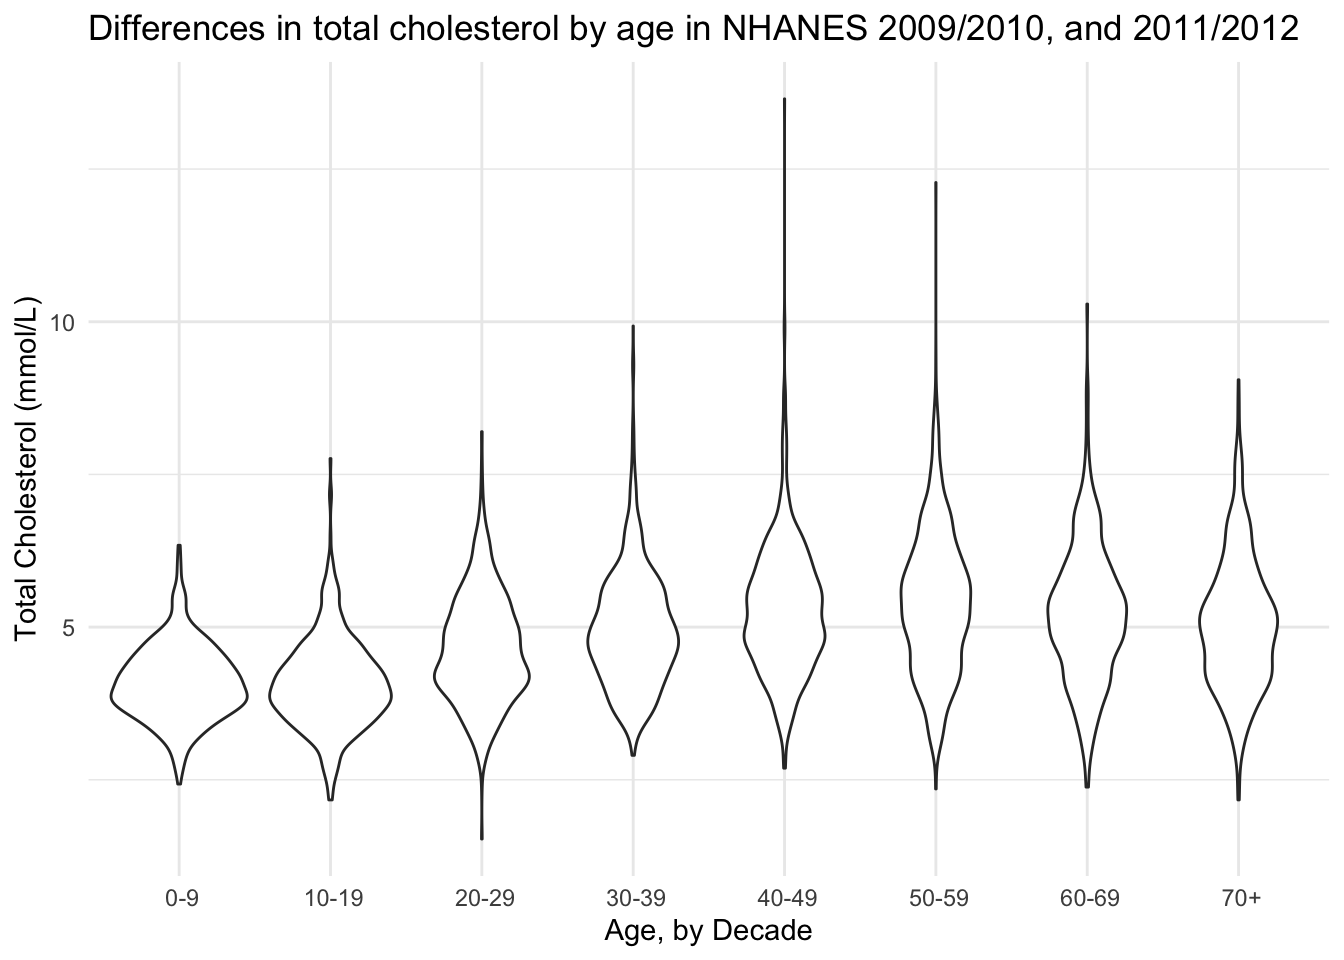 Differences in total cholesterol by age in NHANES 2009/2010, and 2011/2012
Total Cholesterol (mmol/L)
10
5
0-9 10-19 20-29 30-39 40-49 50-59 60-69 70+
Age, by Decade